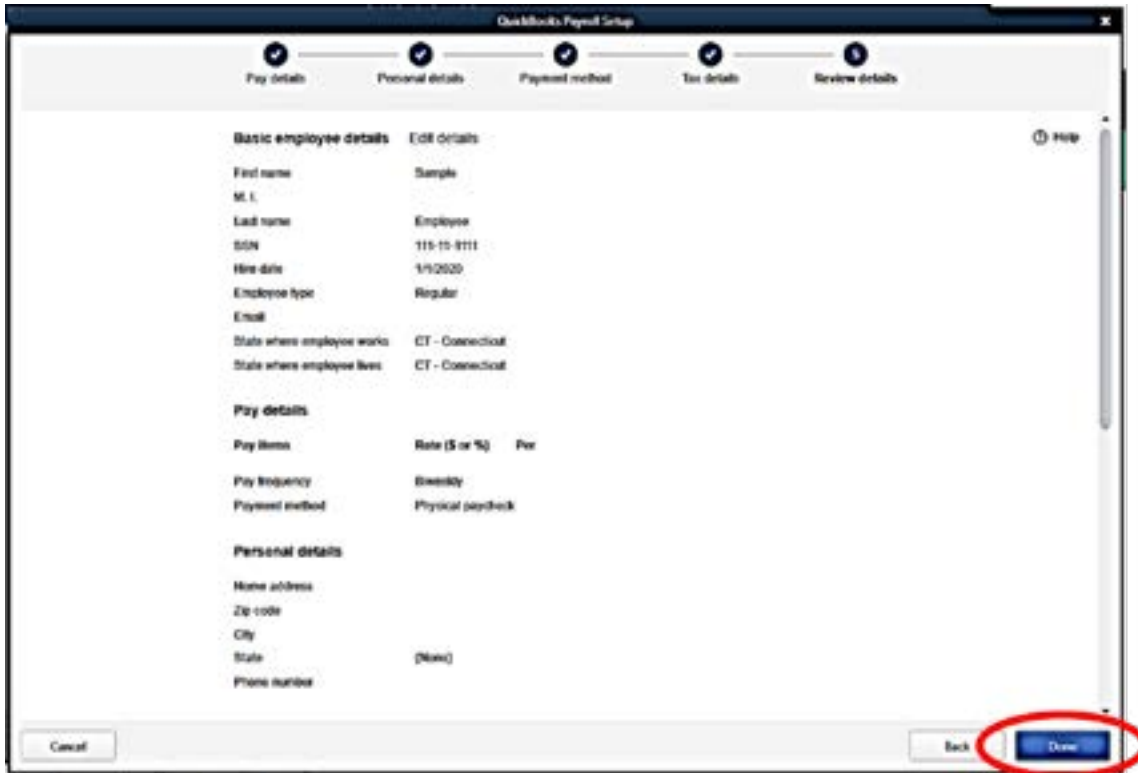 QuickBooks Payroll Setup
Pay details Personal details Payment method Tax details 5 Review details
Basic employee details Edit details Help
First name Sample
M. I.
Last name Employee
SSN
Hire date 1/1/2020
Employee type Regular
Email
State where employee works CT - Connecticut
State where employee lives CT - Connecticut
Pay details
Pay items Rate ($ or %) Per
Pay frequency Biweekly
Payment method Physical paycheck
Personal details
Home address
Zip code
City
State (None)
Phone number
Cancel Back Done